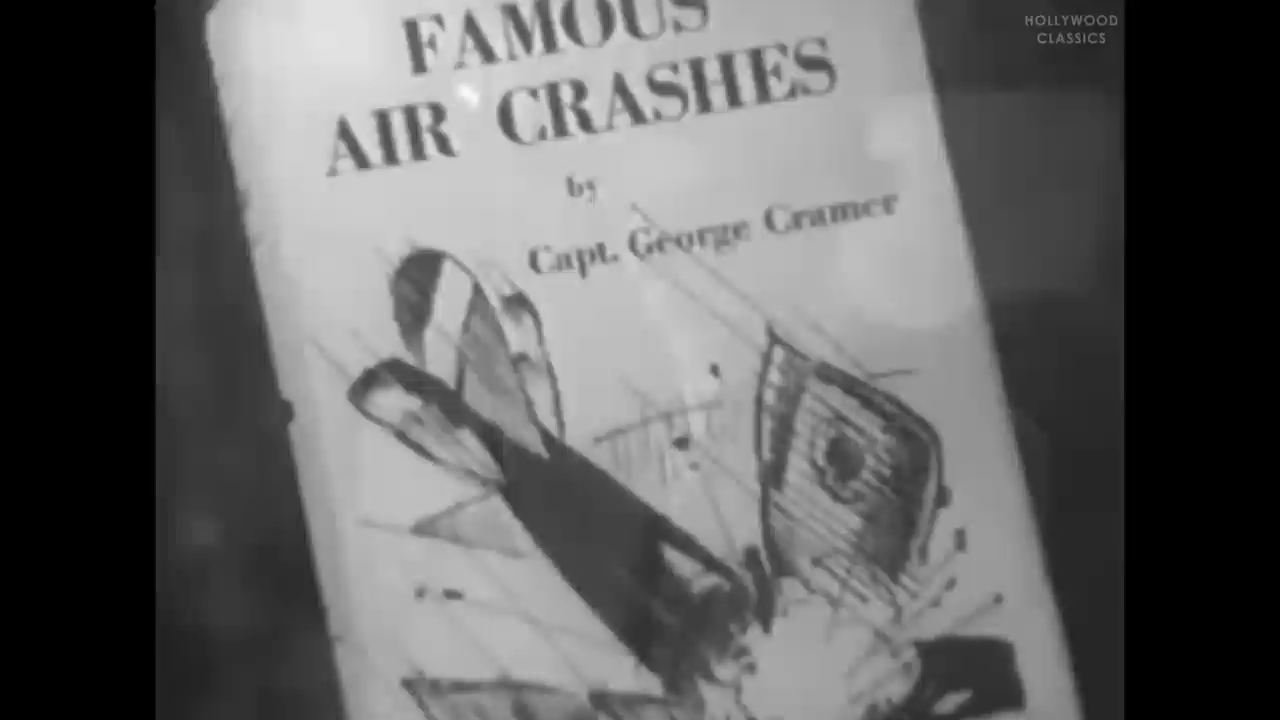 HOLLYWOOD
CLASSICS
FAMOUS
AIR CRASHES
by
Capt. George Cramer